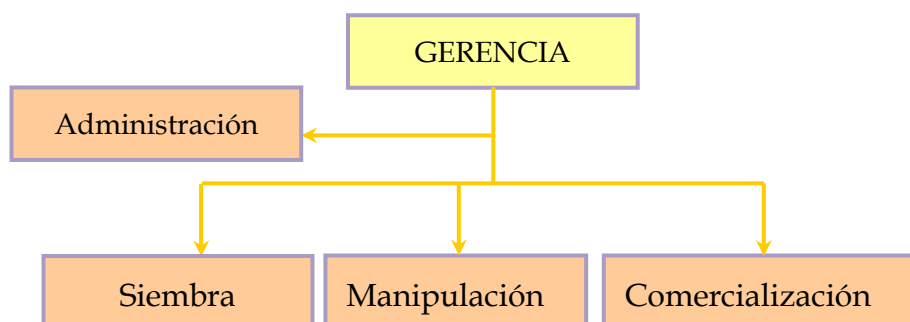 GERENCIA
Administración
Siembra
Manipulación
Comercialización